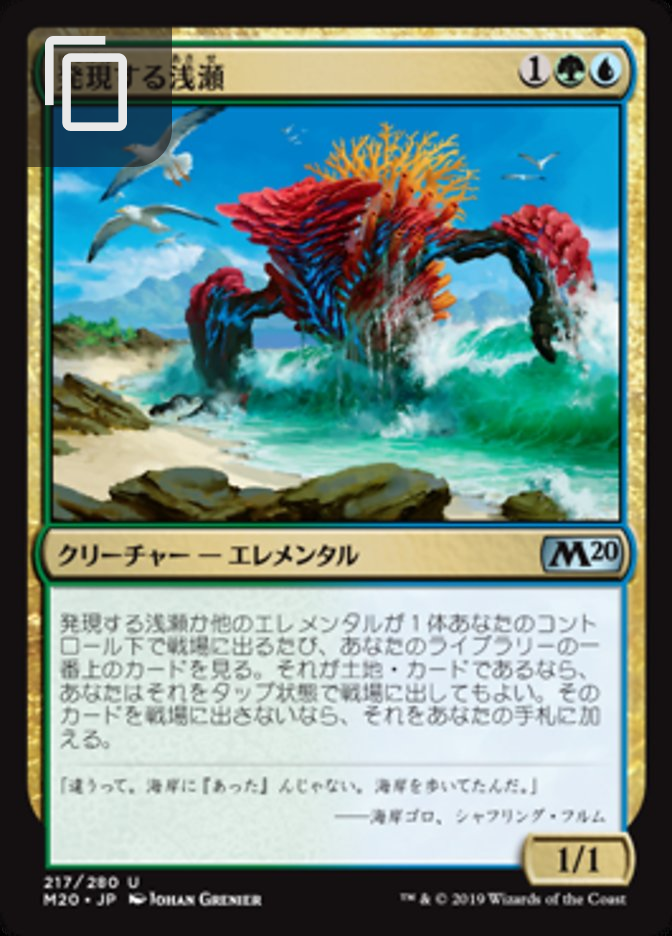 発現する浅瀬
あさ せ
1
クリーチャー — エレメンタル
M20
発現する浅瀬か他のエレメンタルが１体あなたのコント
ロール下で戦場に出るたび、あなたのライブラリーの一
番上のカードを見る。それが土地・カードであるなら、
あなたはそれをタップ状態で戦場に出してもよい。その
カードを戦場に出さないなら、それをあなたの手札に加
える。
「違うって。海岸に『あった』んじゃない。海岸を歩いてたんだ。」
——海岸ゴロ、シャフリング・フルム
1/1
217/280 U
M20 • JP Johan Grenier
™ & © 2019 Wizards of the Coast